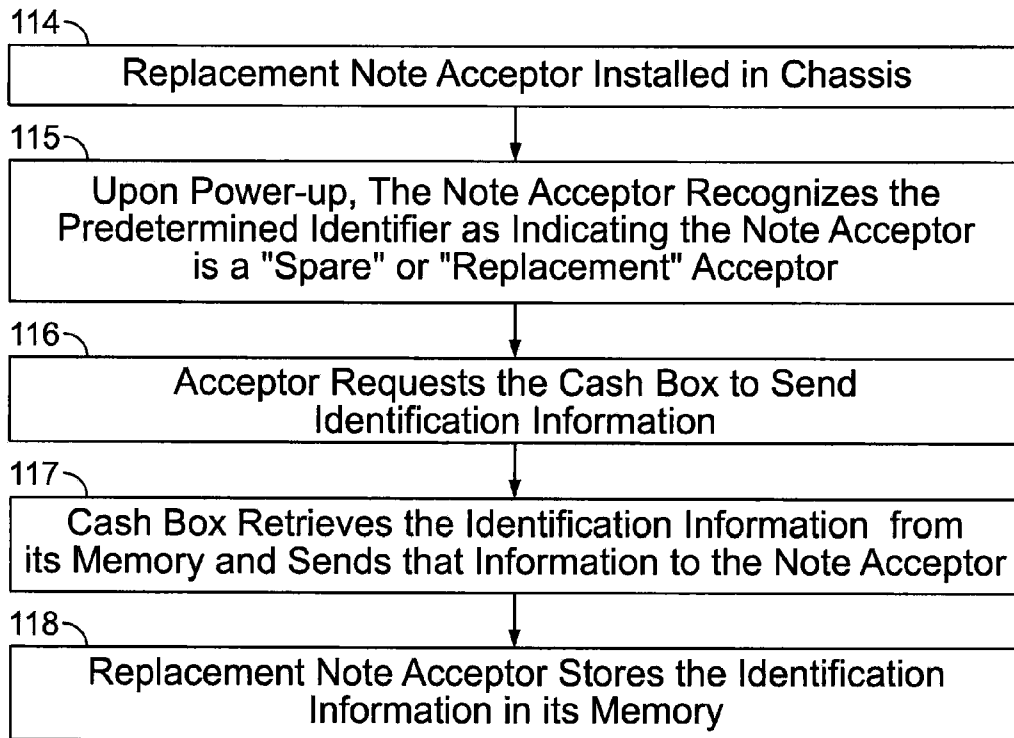 114
Replacement Note Acceptor Installed in Chassis
115
Upon Power-up, The Note Acceptor Recognizes the
Predetermined Identifier as Indicating the Note Acceptor
is a "Spare" or "Replacement" Acceptor
116
Acceptor Requests the Cash Box to Send
Identification Information
117
Cash Box Retrieves the Identification Information from
its Memory and Sends that Information to the Note Acceptor
118
Replacement Note Acceptor Stores the Identification
Information in its Memory